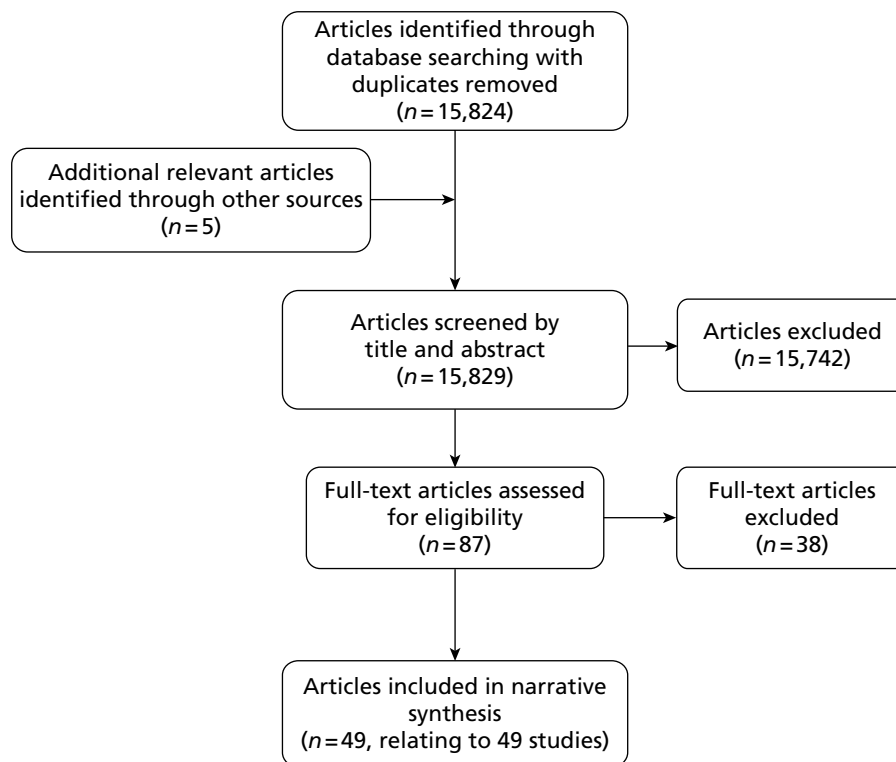 Articles identified through
database searching with
duplicates removed
(n=15,824)
Additional relevant articles
identified through other sources
(n=5)
Articles screened by
title and abstract
(n=15,829)
Articles excluded
(n=15,742)
Full-text articles assessed
for eligibility
(n=87)
Full-text articles
excluded
(n=38)
Articles included in narrative
synthesis
(n=49, relating to 49 studies)